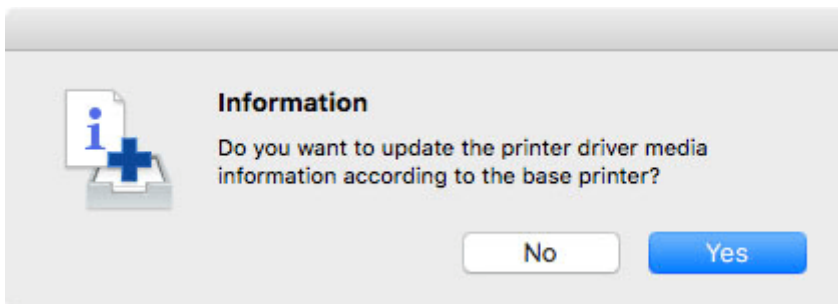 Information
Do you want to update the printer driver media
information according to the base printer?
No
Yes